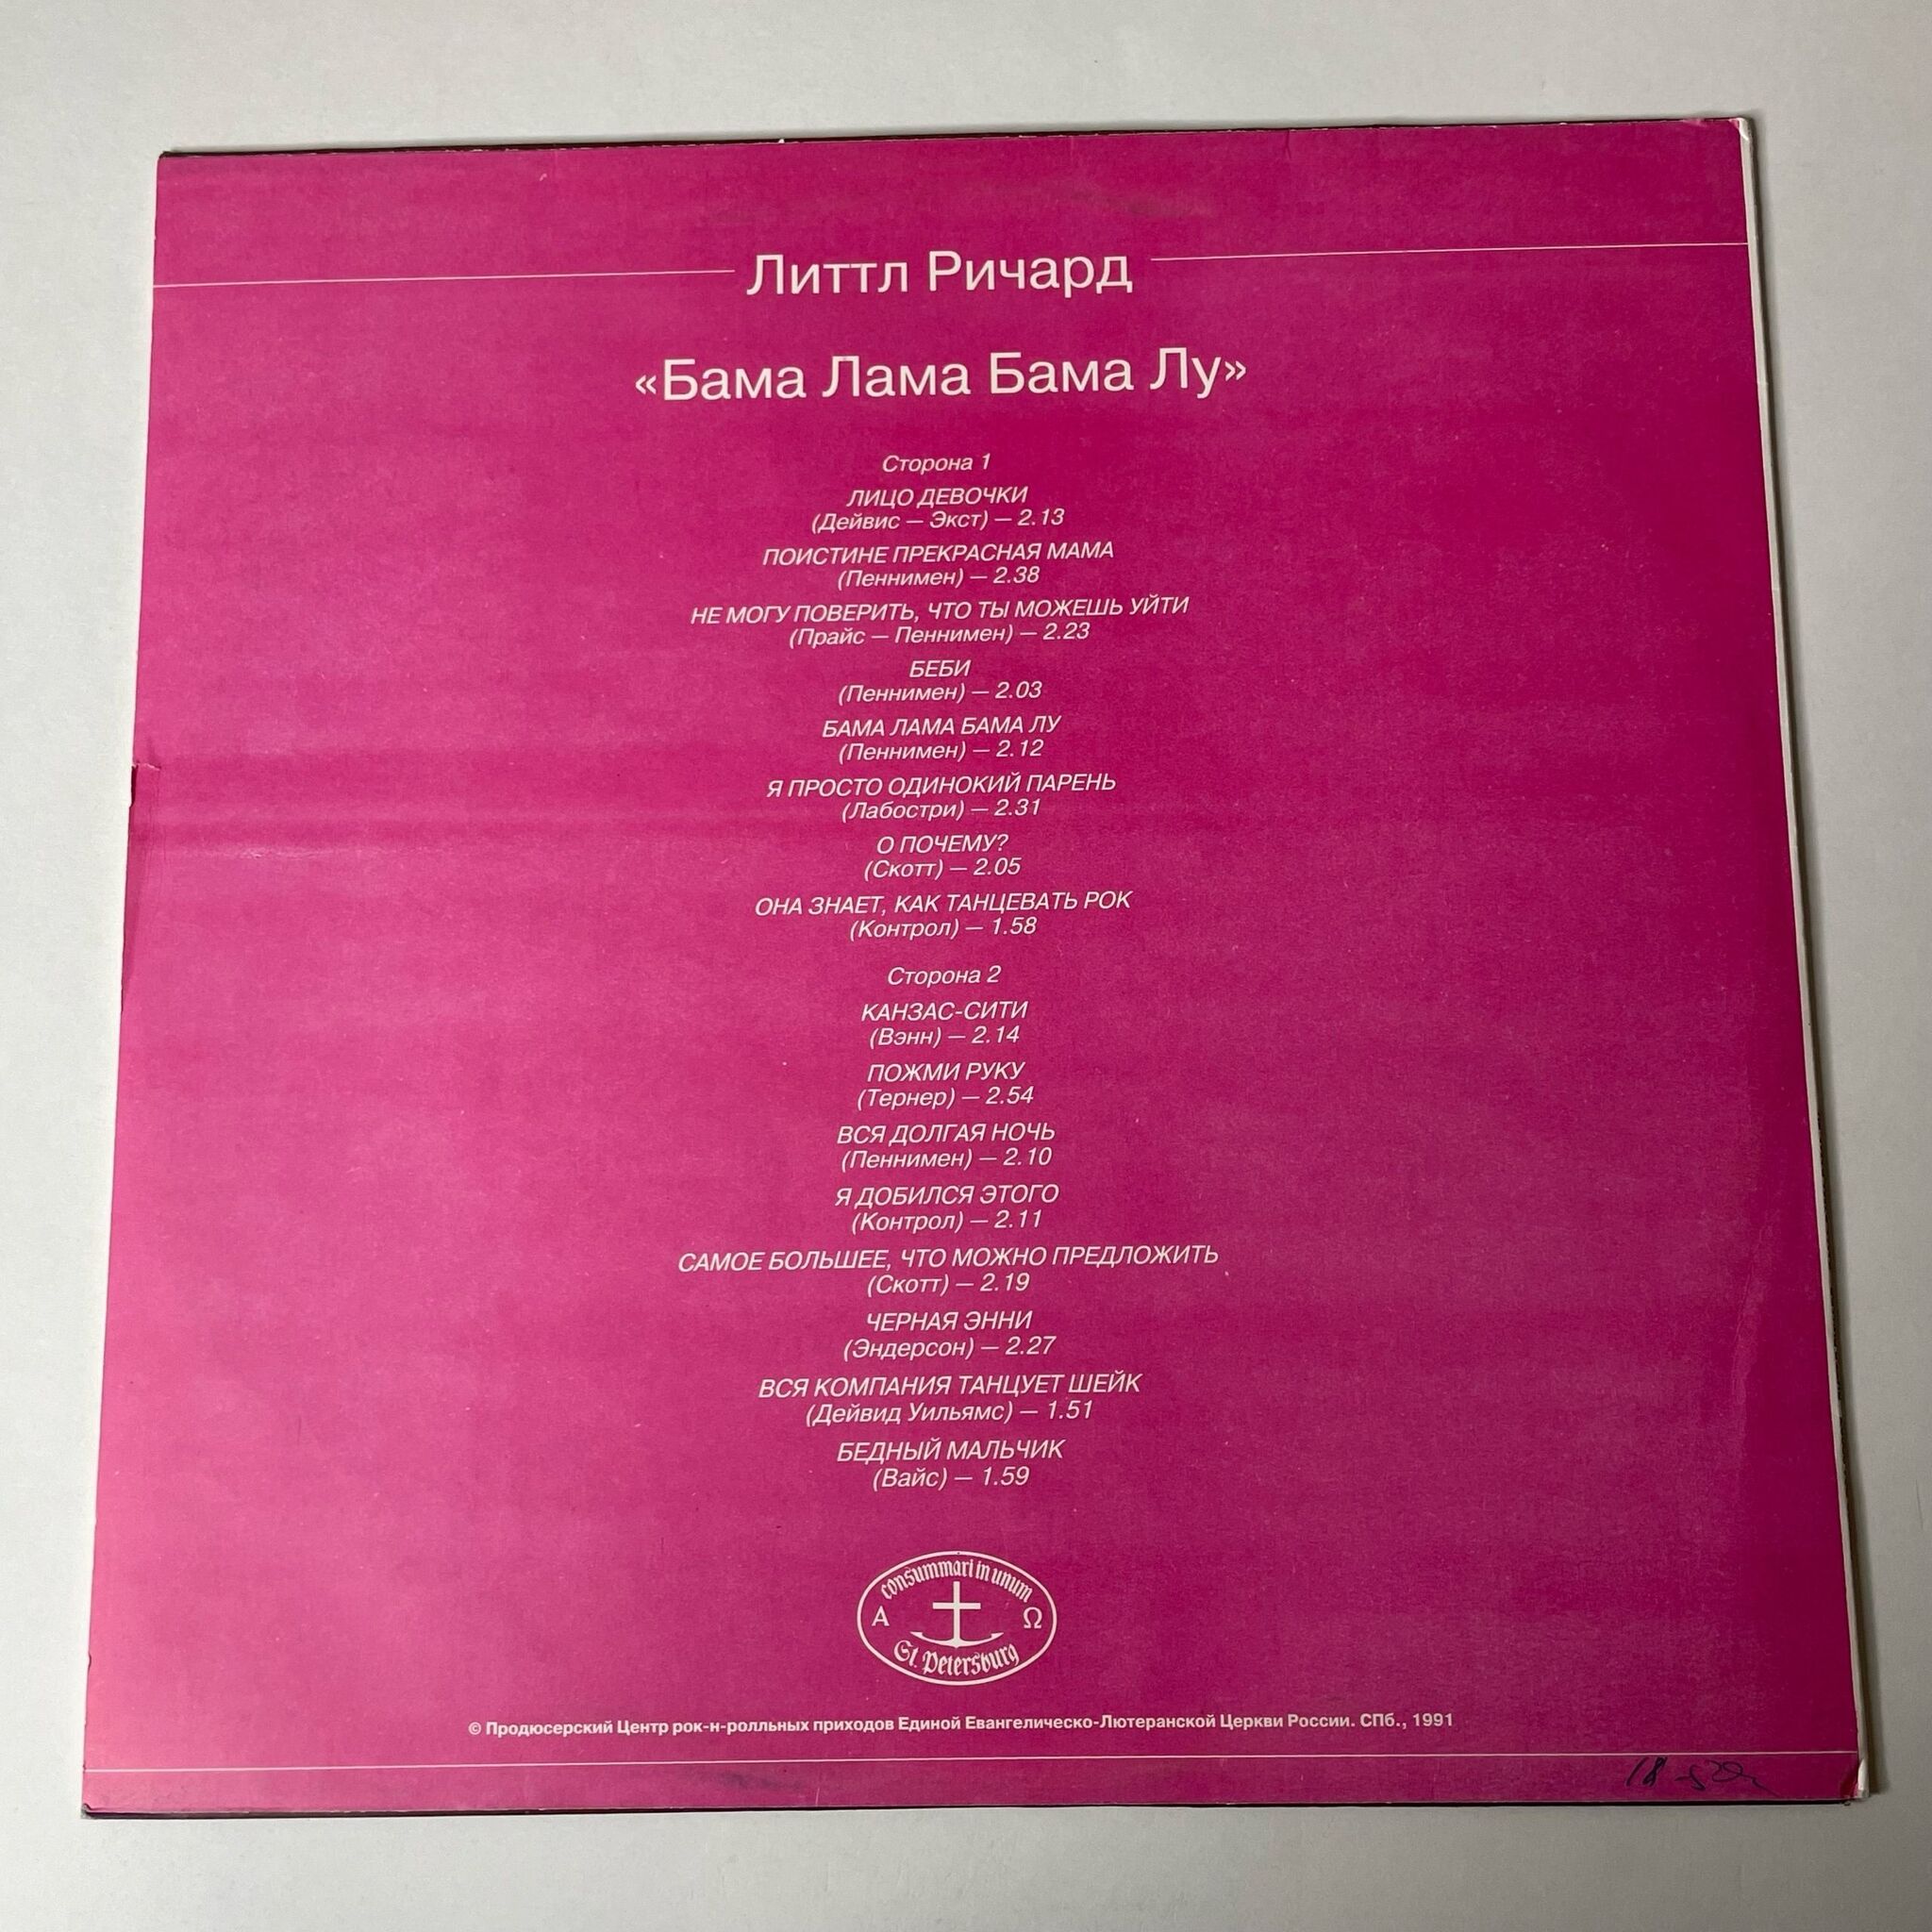 Литтл Ричард
«Бама Лама Бама Лу»
Сторона 1
ЛИЦО ДЕВОЧКИ
(Дейвис — Экст) — 2.13
ПОИСТИНЕ ПРЕКРАСНАЯ МАМА
(Пеннимен) — 2.38
НЕ МОГУ ПОВЕРИТЬ, ЧТО ТЫ МОЖЕШЬ УЙТИ
(Прайс — Пеннимен) — 2.23
БЕБИ
(Пеннимен) — 2.03
БАМА ЛАМА БАМА ЛУ
(Пеннимен) — 2.12
Я ПРОСТО ОДИНОКИЙ ПАРЕНЬ
(Лабостри) — 2.31
О ПОЧЕМУ?
(Скотт) — 2.05
ОНА ЗНАЕТ, КАК ТАНЦЕВАТЬ РОК
(Контрол) — 1.58
Сторона 2
КАНЗАС-СИТИ
(Вэнн) — 2.14
ПОЖМИ РУКУ
(Тернер) — 2.54
ВСЯ ДОЛГАЯ НОЧЬ
(Пеннимен) — 2.10
Я ДОБИЛСЯ ЭТОГО
(Контрол) — 2.11
САМОЕ БОЛЬШЕЕ, ЧТО МОЖНО ПРЕДЛОЖИТЬ
(Скотт) — 2.19
ЧЕРНАЯ ЭННИ
(Эндерсон) — 2.27
ВСЯ КОМПАНИЯ ТАНЦУЕТ ШЕЙК
(Дейвид Уильямс) — 1.51
БЕДНЫЙ МАЛЬЧИК
(Вайс) — 1.59
consummari in unum
Α Ω
St. Petersburg
© Продюсерский Центр рок-н-ролльных приходов Единой Евангелическо-Лютеранской Церкви России. СПб., 1991
18